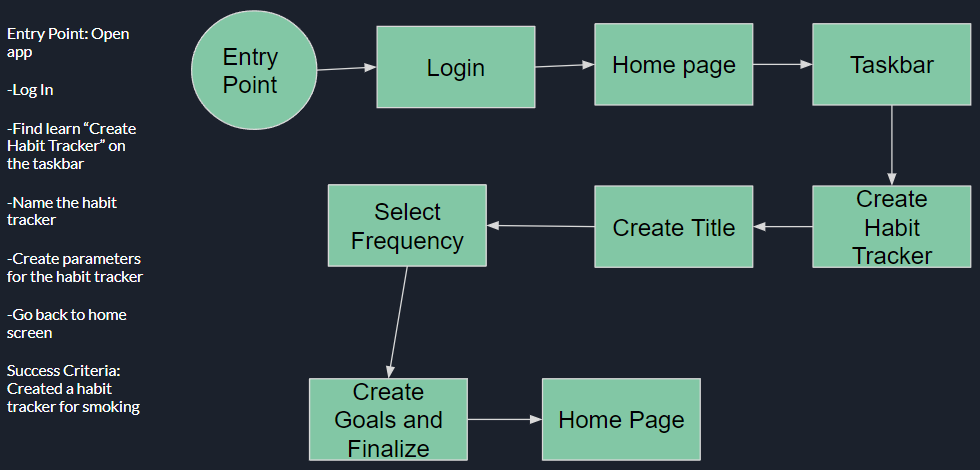 Entry Point: Open
app
-Log In
-Find learn “Create
Habit Tracker” on
the taskbar
-Name the habit
tracker
-Create parameters
for the habit tracker
-Go back to home
screen
Success Criteria:
Created a habit
tracker for smoking
Entry
Point
Login
Home page
Taskbar
Create
Habit
Tracker
Create Title
Select
Frequency
Create
Goals and
Finalize
Home Page